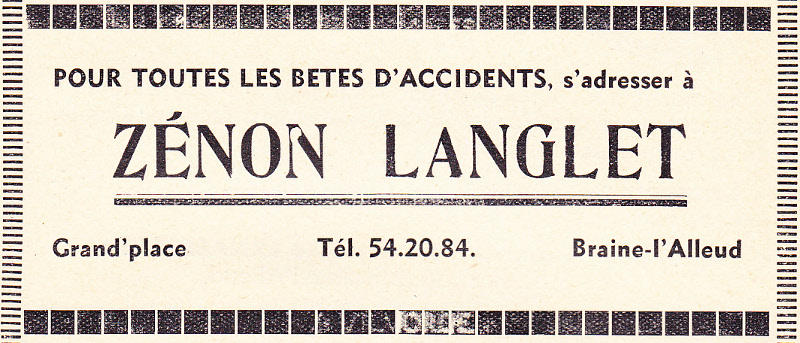 POUR TOUTES LES BETES D'ACCIDENTS, s'adresser à
ZÉNON LANGLET
Grand'place Tél. 54.20.84. Braine-l'Alleud